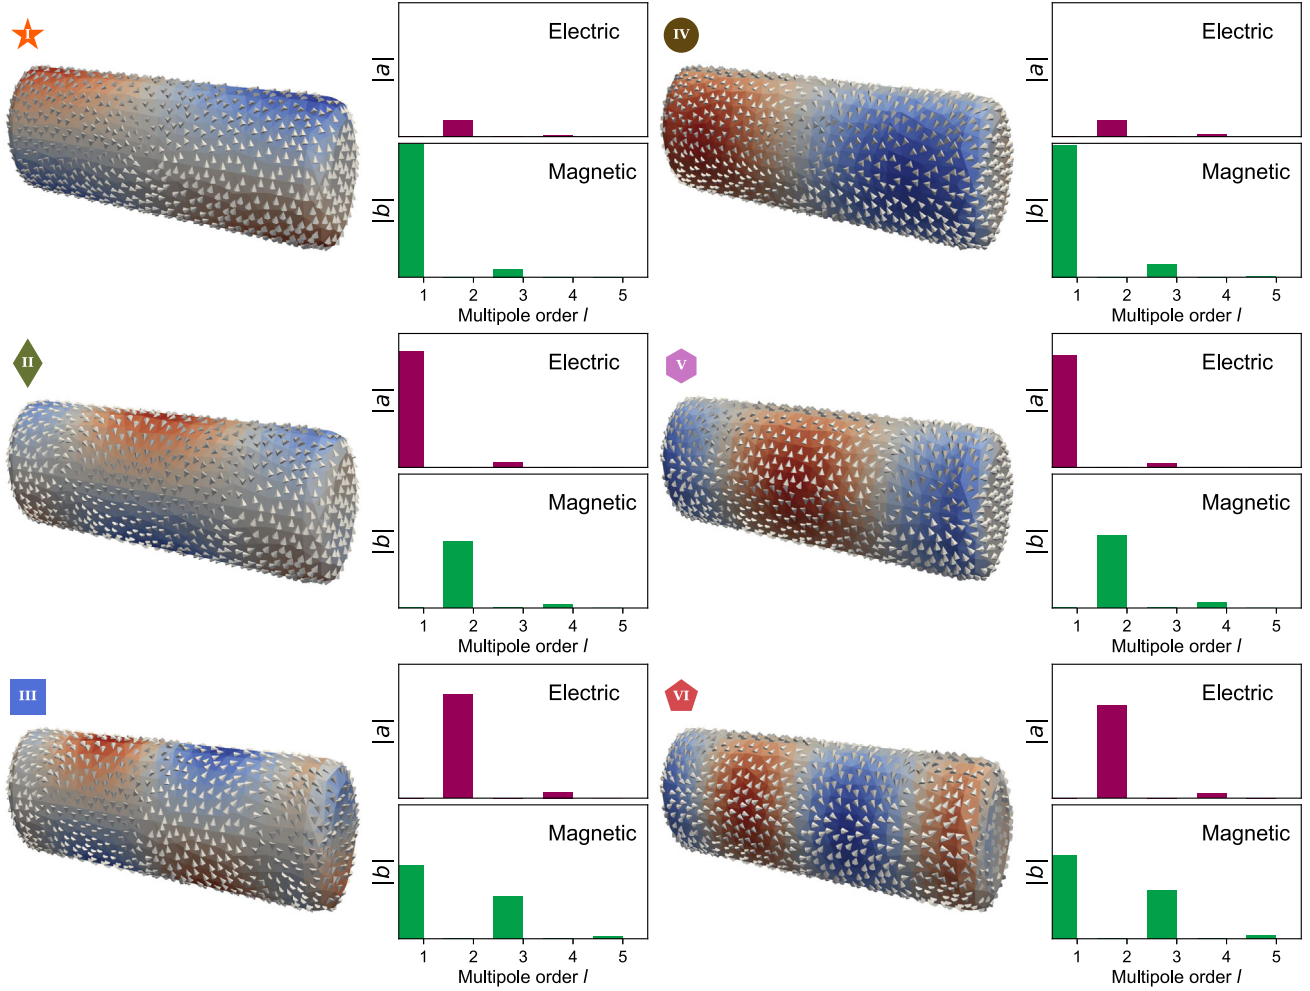 I
Electric
|a|
Magnetic
|b|
1 2 3 4 5
Multipole order l
IV
Electric
|a|
Magnetic
|b|
1 2 3 4 5
Multipole order l
II
Electric
|a|
Magnetic
|b|
1 2 3 4 5
Multipole order l
V
Electric
|a|
Magnetic
|b|
1 2 3 4 5
Multipole order l
III
Electric
|a|
Magnetic
|b|
1 2 3 4 5
Multipole order l
VI
Electric
|a|
Magnetic
|b|
1 2 3 4 5
Multipole order l